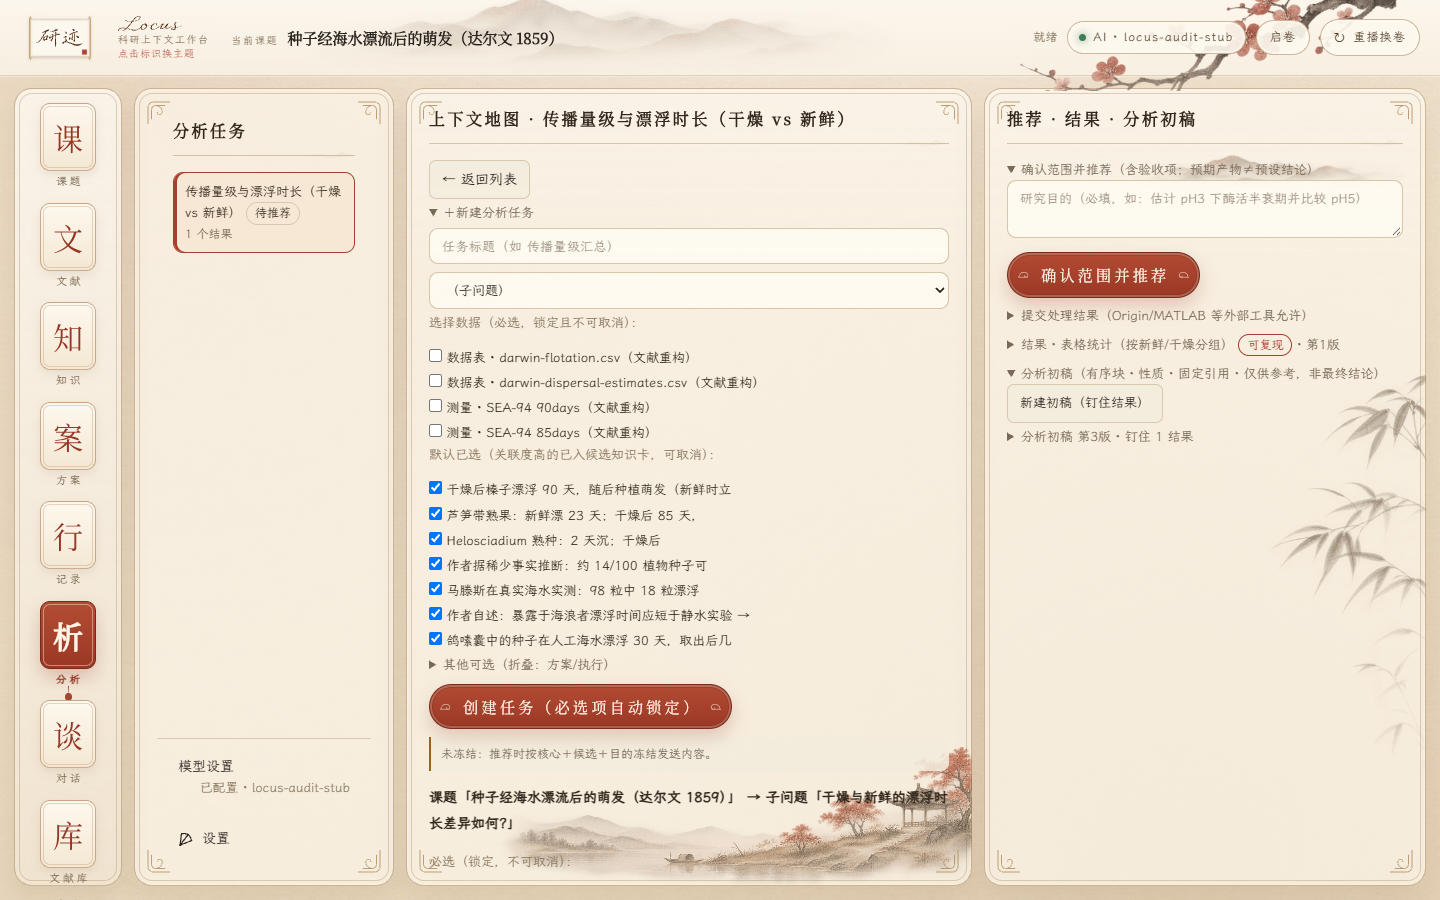 研迹
Locus
科研上下文工作台
点击标识换主题
当前课题 种子经海水漂流后的萌发（达尔文 1859）
就绪
AI · locus-audit-stub
启卷
↻ 重播换卷
课
课题
文
文献
知
知识
案
方案
行
记录
析
分析
谈
对话
库
文献库
分析任务
传播量级与漂浮时长（干燥
vs 新鲜） 待推荐
1 个结果
模型设置
已配置 · locus-audit-stub
设置
上下文地图 · 传播量级与漂浮时长（干燥 vs 新鲜）
← 返回列表
▼ ＋新建分析任务
任务标题（如 传播量级汇总）
（子问题）
选择数据（必选，锁定且不可取消）：
数据表 · darwin-flotation.csv（文献重构）
数据表 · darwin-dispersal-estimates.csv（文献重构）
测量 · SEA-94 90days（文献重构）
测量 · SEA-94 85days（文献重构）
默认已选（关联度高的已入候选知识卡，可取消）：
干燥后榛子漂浮 90 天，随后种植萌发（新鲜时立
芦笋带熟果：新鲜漂 23 天；干燥后 85 天，
Helosciadium 熟种：2 天沉；干燥后
作者据稀少事实推断：约 14/100 植物种子可
马滕斯在真实海水实测：98 粒中 18 粒漂浮
作者自述：暴露于海浪者漂浮时间应短于静水实验 →
鸽嗉囊中的种子在人工海水漂浮 30 天，取出后几
▶ 其他可选（折叠：方案/执行）
创建任务（必选项自动锁定）
未冻结：推荐时按核心＋候选＋目的冻结发送内容。
课题「种子经海水漂流后的萌发（达尔文 1859）」 → 子问题「干燥与新鲜的漂浮时
长差异如何?」
必选（锁定，不可取消）：
推荐 · 结果 · 分析初稿
▼ 确认范围并推荐（含验收项；预期产物≠预设结论）
研究目的（必填，如：估计 pH3 下酶活半衰期并比较 pH5）
确认范围并推荐
▶ 提交处理结果（Origin/MATLAB 等外部工具允许）
▶ 结果 · 表格统计（按新鲜/干燥分组） 可复现 · 第1版
▼ 分析初稿（有序块 · 性质 · 固定引用 · 仅供参考，非最终结论）
新建初稿（钉住结果）
▶ 分析初稿 第3版 · 钉住 1 结果